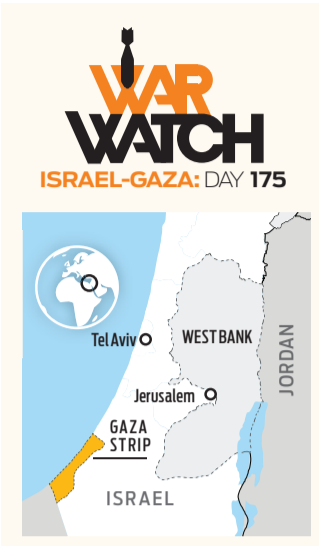 WAR
WATCH
ISRAEL-GAZA: DAY 175
Tel Aviv
WEST BANK
JORDAN
Jerusalem
GAZA
STRIP
ISRAEL